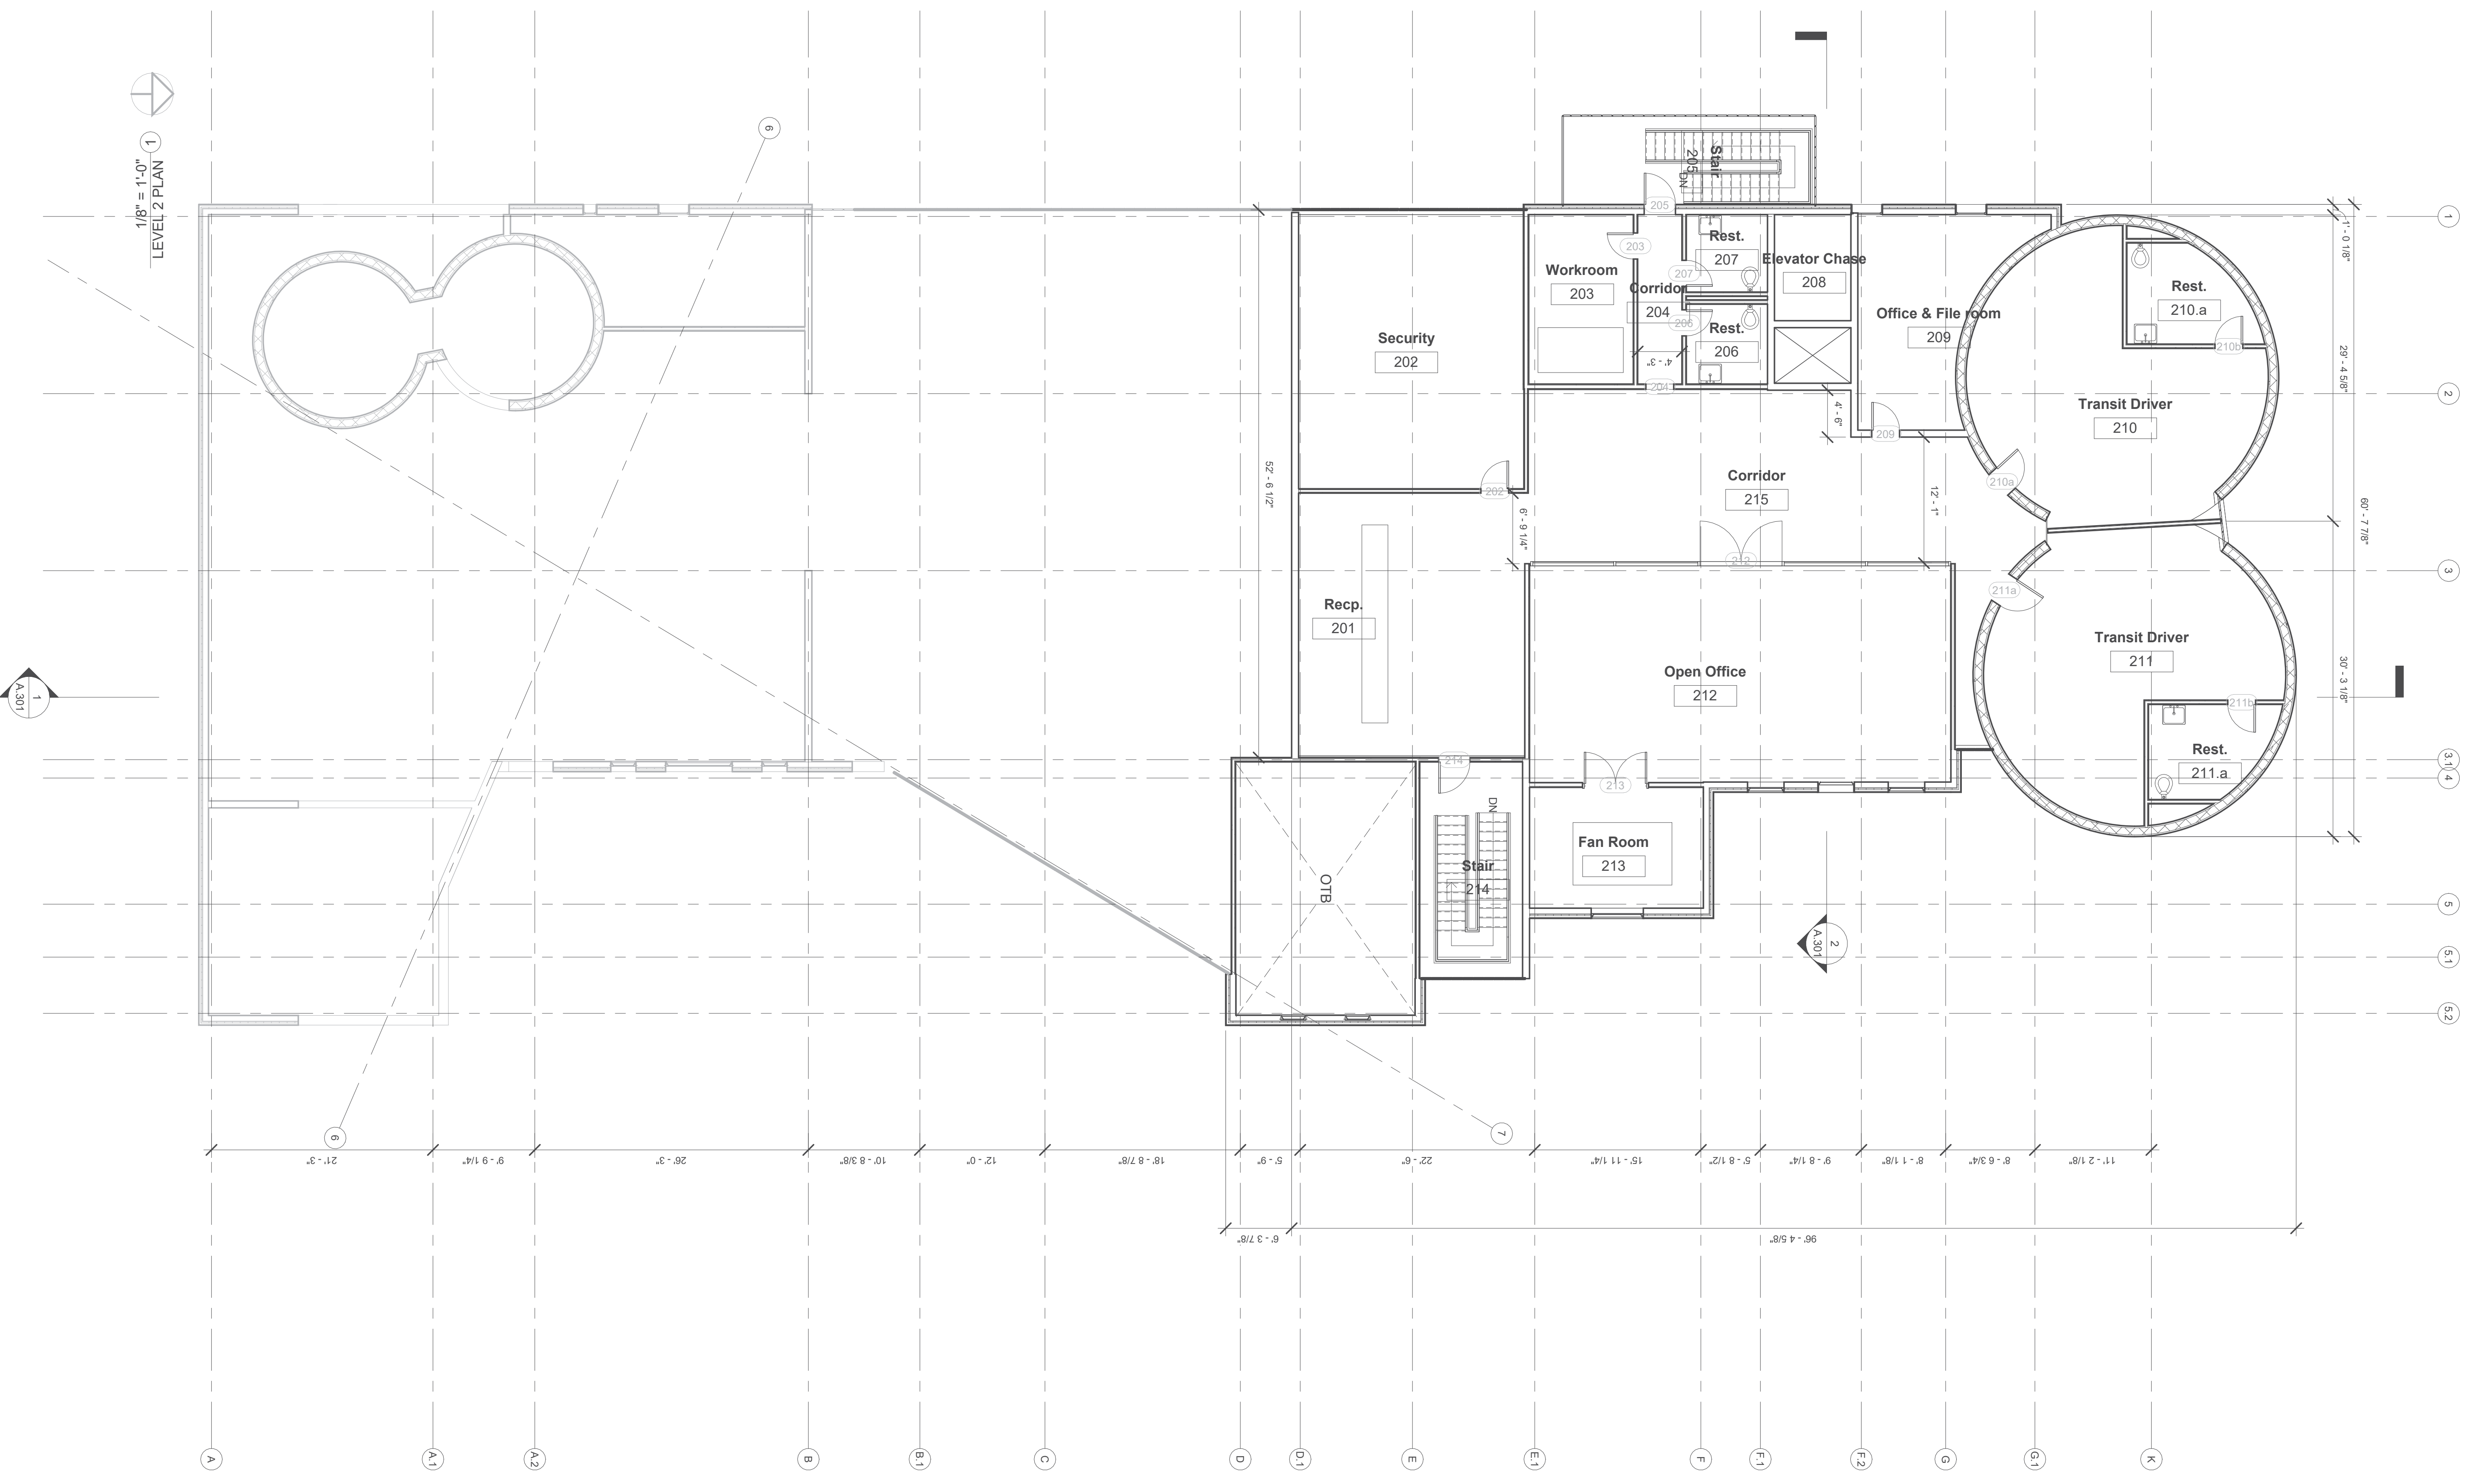 1
LEVEL 2 PLAN
1/8" = 1'-0"
6
Stair
205
DN
205
1
1' - 0 1/8"
Rest.
207
203
207
Workroom
203
Elevator Chase
208
Corridor
204
206
Rest.
206
4' - 3"
204
Office & File room
209
Rest.
210.a
210b
29' - 4 5/8"
Security
202
2
4' - 6"
209
Transit Driver
210
52' - 6 1/2"
202
6' - 9 1/4"
Corridor
215
12' - 1"
210a
60' - 7 7/8"
212
3
211a
Recp.
201
Open Office
212
Transit Driver
211
30' - 3 1/8"
1
A.301
211b
Rest.
211.a
3.1
4
214
213
DN
Fan Room
213
Stair
214
OTB
5
2
A.301
5.1
5.2
6
7
21' - 3"
9' - 9 1/4"
26' - 3"
10' - 8 3/8"
12' - 0"
18' - 8 7/8"
5' - 9"
22' - 6"
15' - 11 1/4"
5' - 8 1/2"
9' - 8 1/4"
8' - 1 1/8"
8' - 6 3/4"
11' - 2 1/8"
6' - 3 7/8"
96' - 4 5/8"
A
A.1
A.2
B
B.1
C
D
D.1
E
E.1
F
F.1
F.2
G
G.1
K